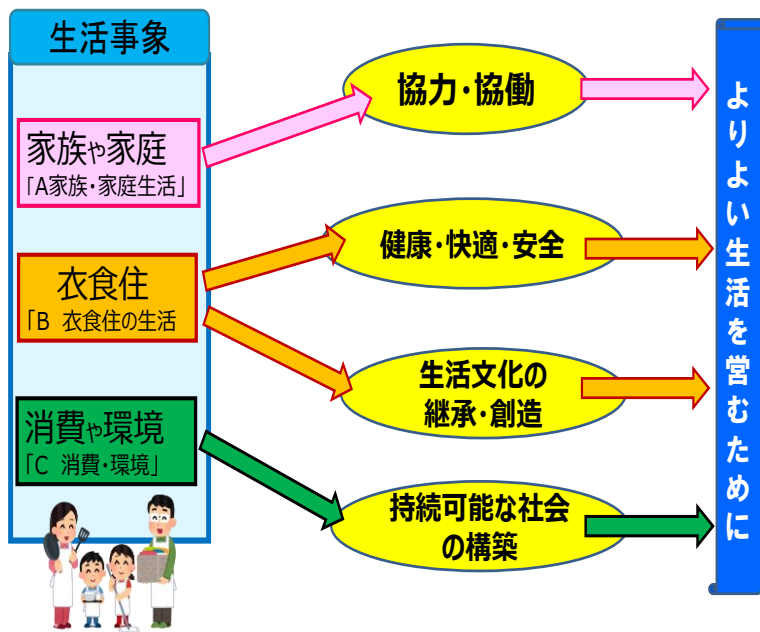 生活事象
家族や家庭
「A家族・家庭生活」
衣食住
「B 衣食住の生活
消費や環境
「C 消費・環境」
協力・協働
健康・快適・安全
生活文化の
継承・創造
持続可能な社会
の構築
よりよい生活を営むために